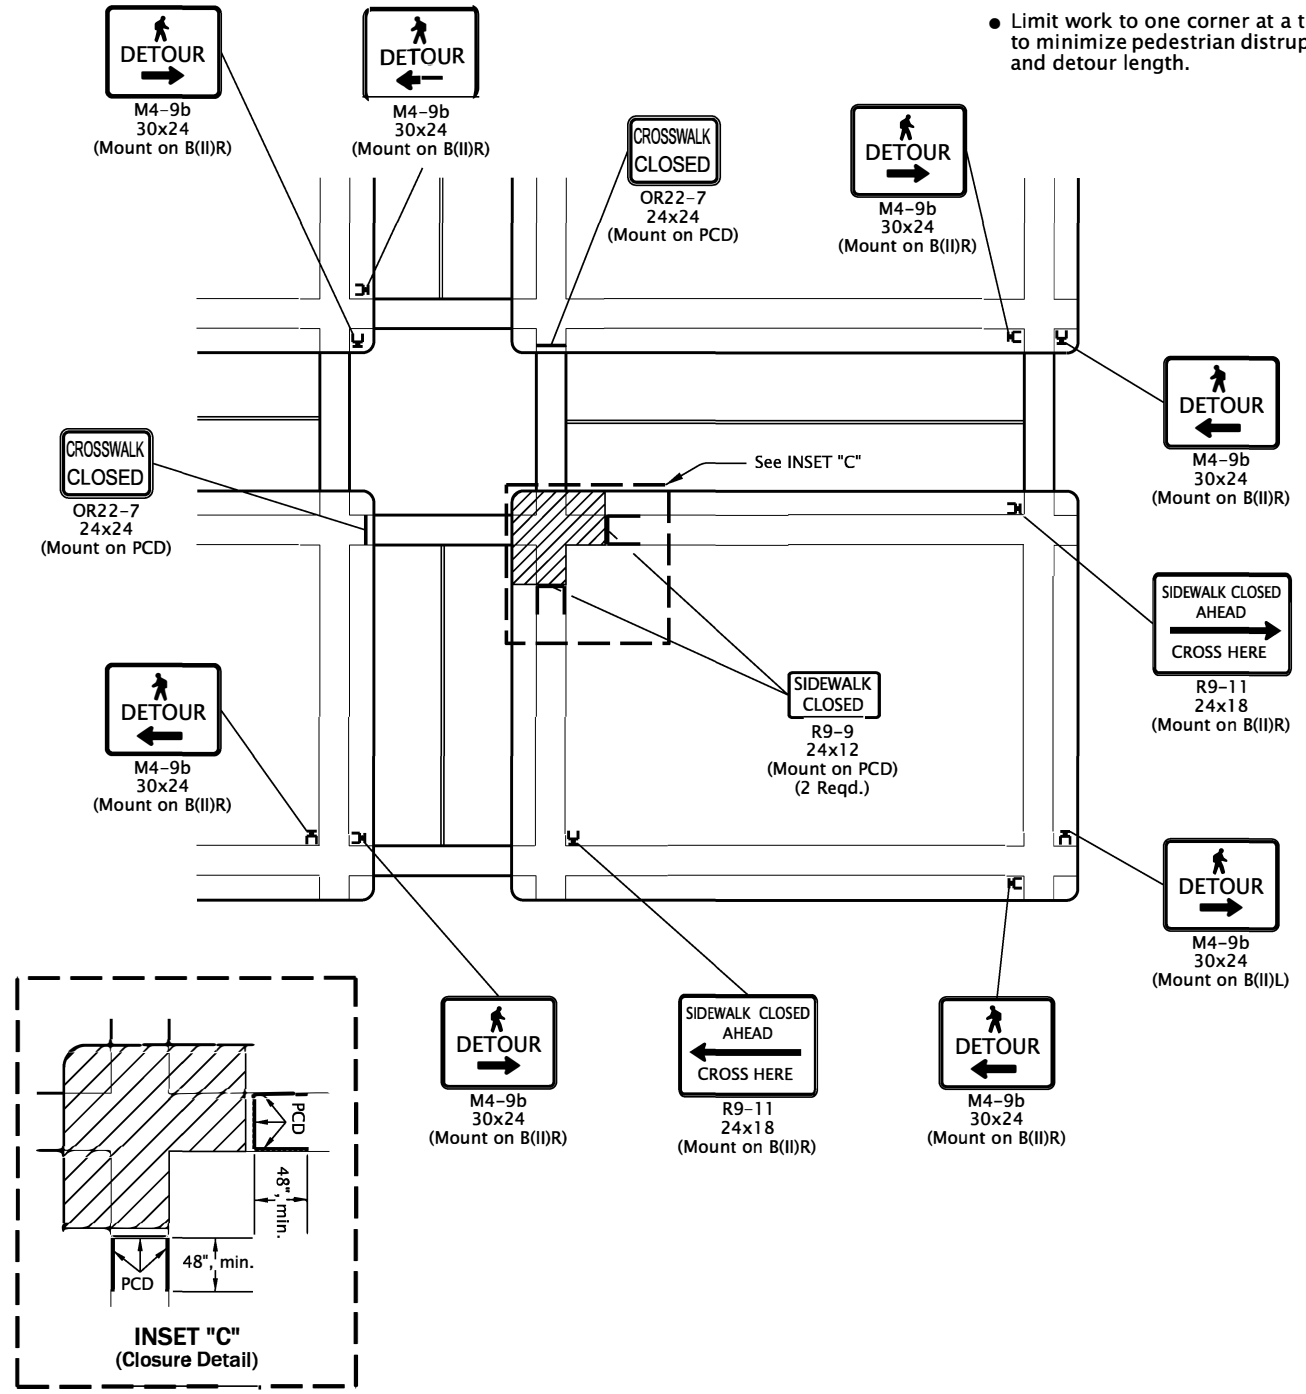 ● Limit work to one corner at a t
to minimize pedestrian distrup
and detour length.
DETOUR
M4-9b
30x24
(Mount on B(II)R)
DETOUR
M4-9b
30x24
(Mount on B(II)R)
CROSSWALK
CLOSED
OR22-7
24x24
(Mount on PCD)
DETOUR
M4-9b
30x24
(Mount on B(II)R)
DETOUR
M4-9b
30x24
(Mount on B(II)R)
CROSSWALK
CLOSED
OR22-7
24x24
(Mount on PCD)
See INSET "C"
SIDEWALK CLOSED
AHEAD
CROSS HERE
R9-11
24x18
(Mount on B(II)R)
SIDEWALK
CLOSED
R9-9
24x12
(Mount on PCD)
(2 Reqd.)
DETOUR
M4-9b
30x24
(Mount on B(II)R)
DETOUR
M4-9b
30x24
(Mount on B(II)L)
DETOUR
M4-9b
30x24
(Mount on B(II)R)
SIDEWALK CLOSED
AHEAD
CROSS HERE
R9-11
24x18
(Mount on B(II)R)
DETOUR
M4-9b
30x24
(Mount on B(II)R)
PCD
48", min.
48", min.
PCD
INSET "C"
(Closure Detail)